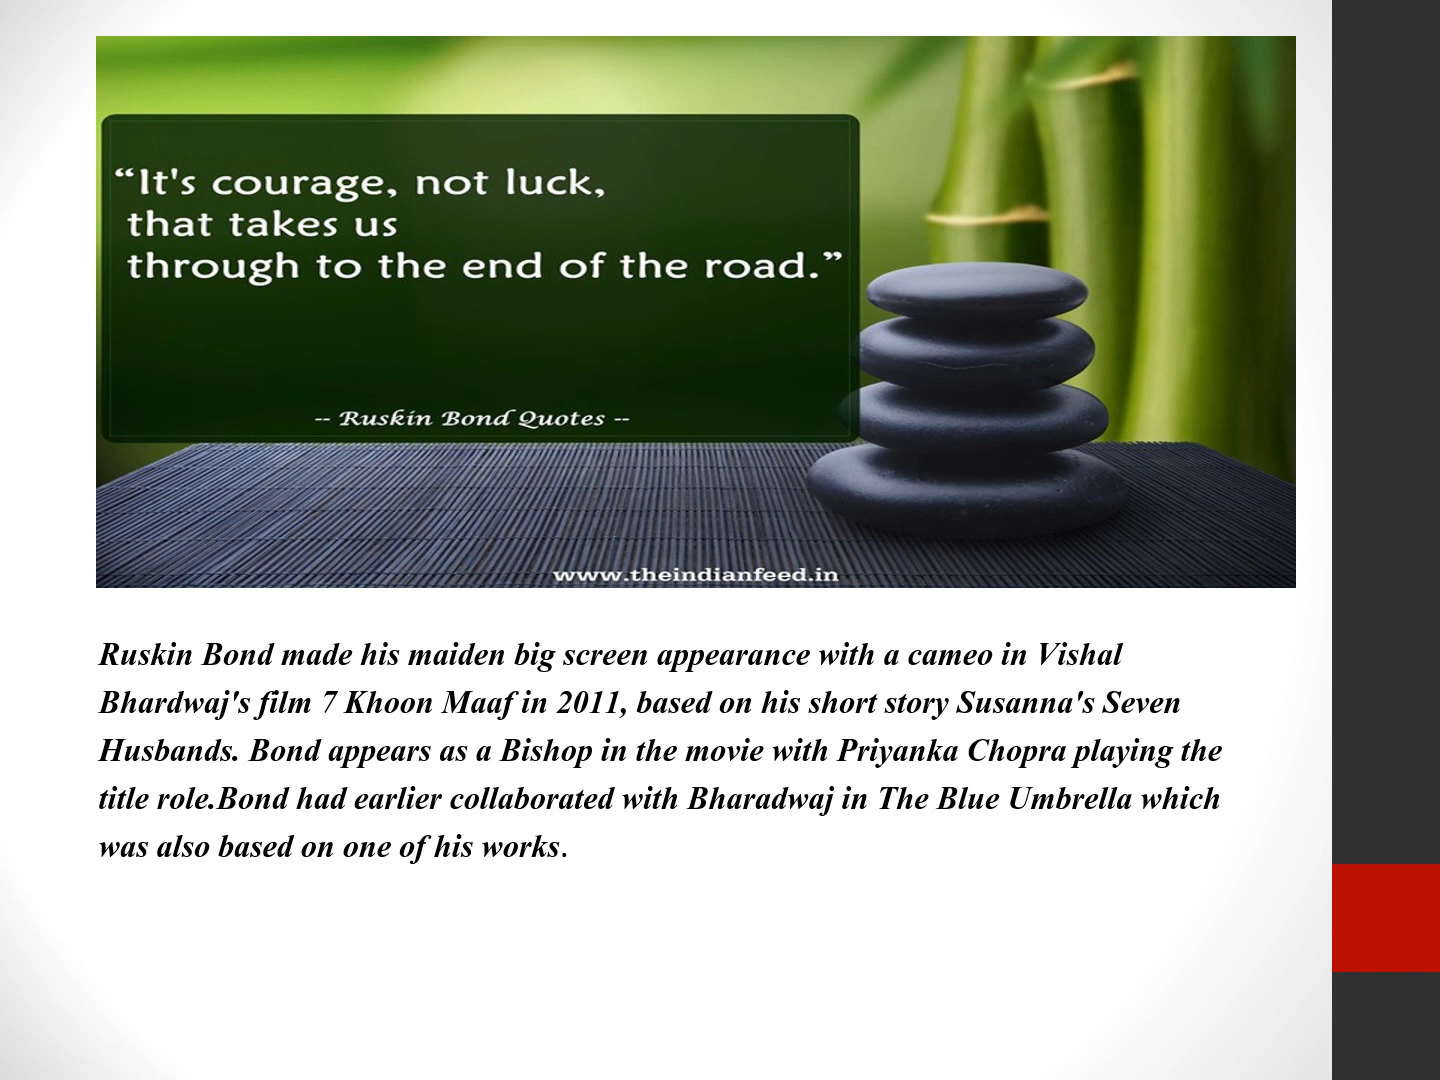 “It's courage, not luck,
that takes us
through to the end of the road.”
-- Ruskin Bond Quotes --
www.theindianfeed.in
Ruskin Bond made his maiden big screen appearance with a cameo in Vishal
Bhardwaj's film 7 Khoon Maaf in 2011, based on his short story Susanna's Seven
Husbands. Bond appears as a Bishop in the movie with Priyanka Chopra playing the
title role.Bond had earlier collaborated with Bharadwaj in The Blue Umbrella which
was also based on one of his works.